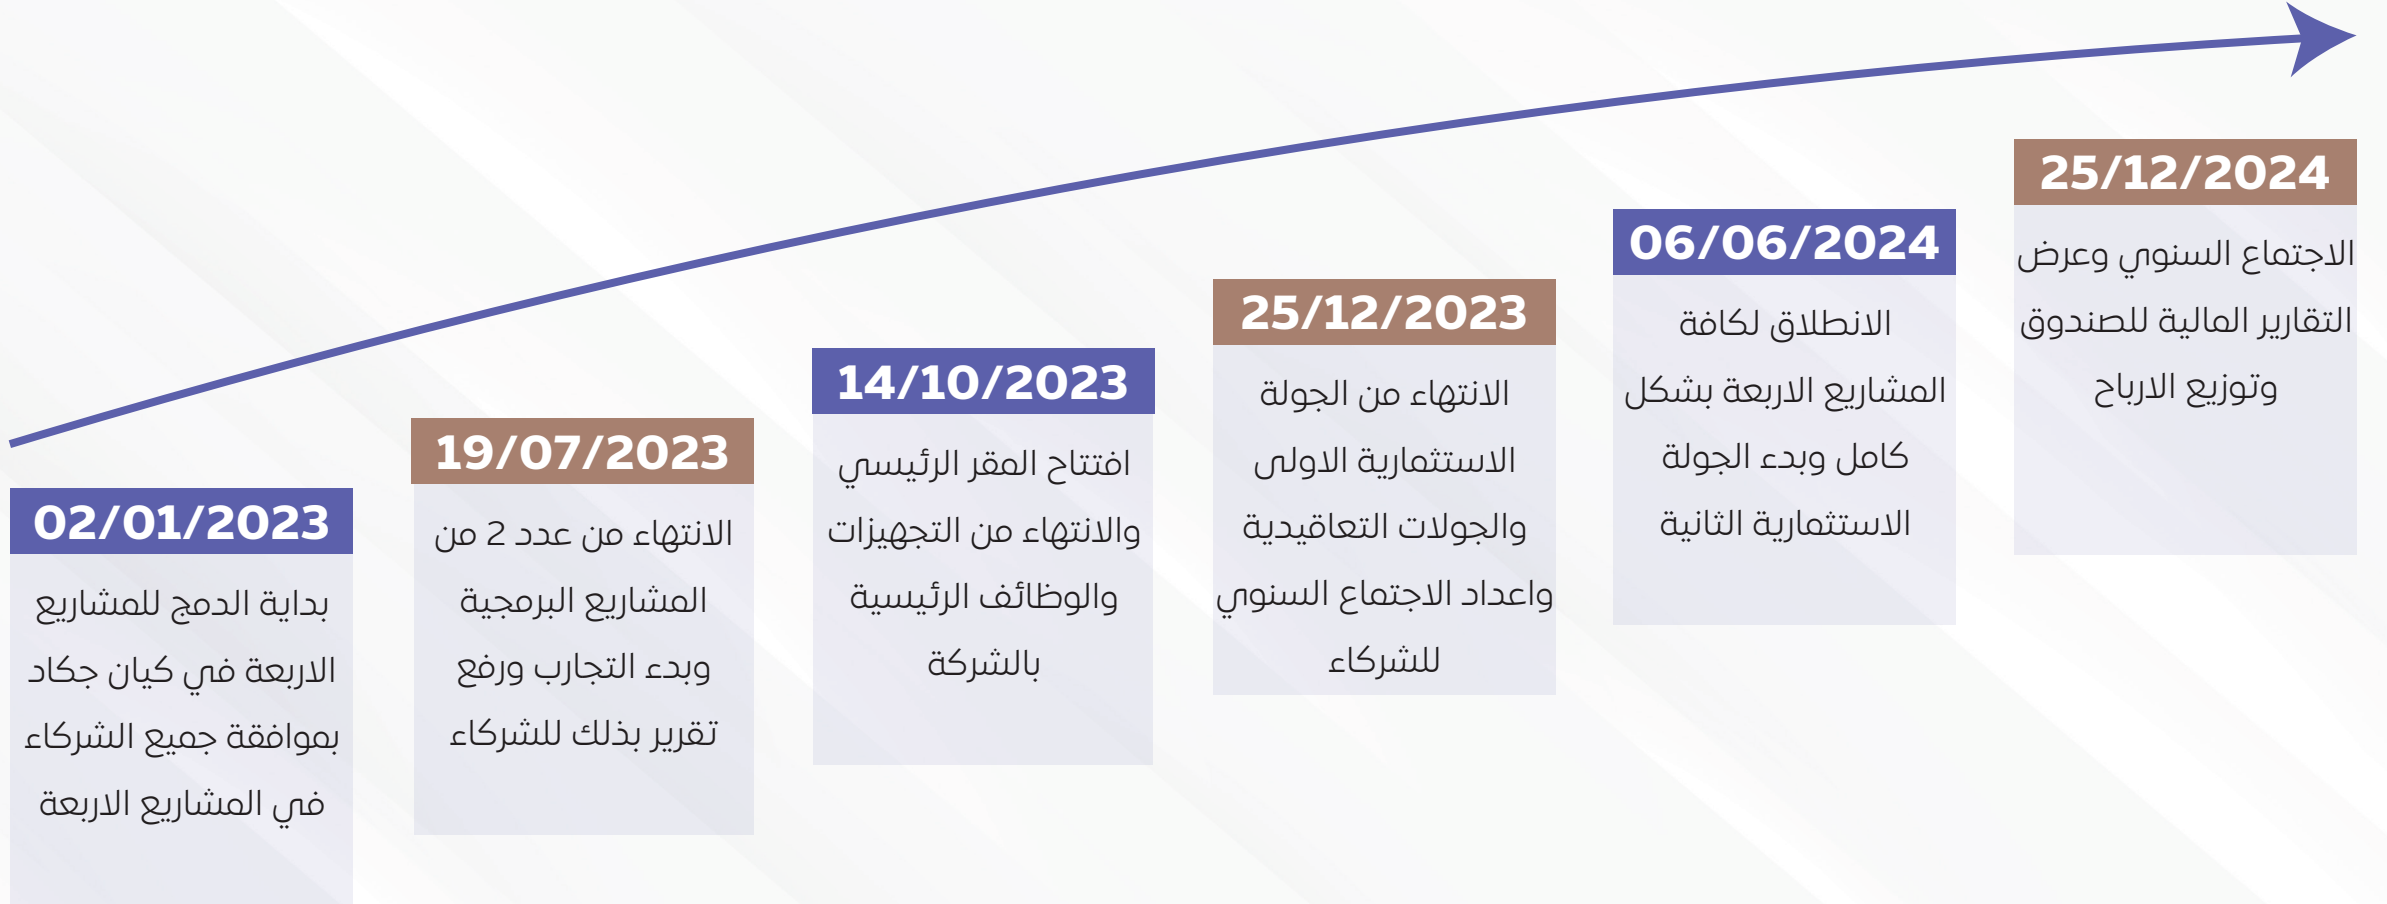 02/01/2023
بداية الدمج للمشاريع
الاربعة في كيان جكاد
بموافقة جميع الشركاء
في المشاريع الاربعة
19/07/2023
الانتهاء من عدد 2 من
المشاريع البرمجية
وبدء التجارب ورفع
تقرير بذلك للشركاء
14/10/2023
افتتاح المقر الرئيسي
والانتهاء من التجهيزات
والوظائف الرئيسية
بالشركة
25/12/2023
الانتهاء من الجولة
الاستثمارية الاولى
والجولات التعاقيدية
واعداد الاجتماع السنوي
للشركاء
06/06/2024
الانطلاق لكافة
المشاريع الاربعة بشكل
كامل وبدء الجولة
الاستثمارية الثانية
25/12/2024
الاجتماع السنوي وعرض
التقارير المالية للصندوق
وتوزيع الارباح